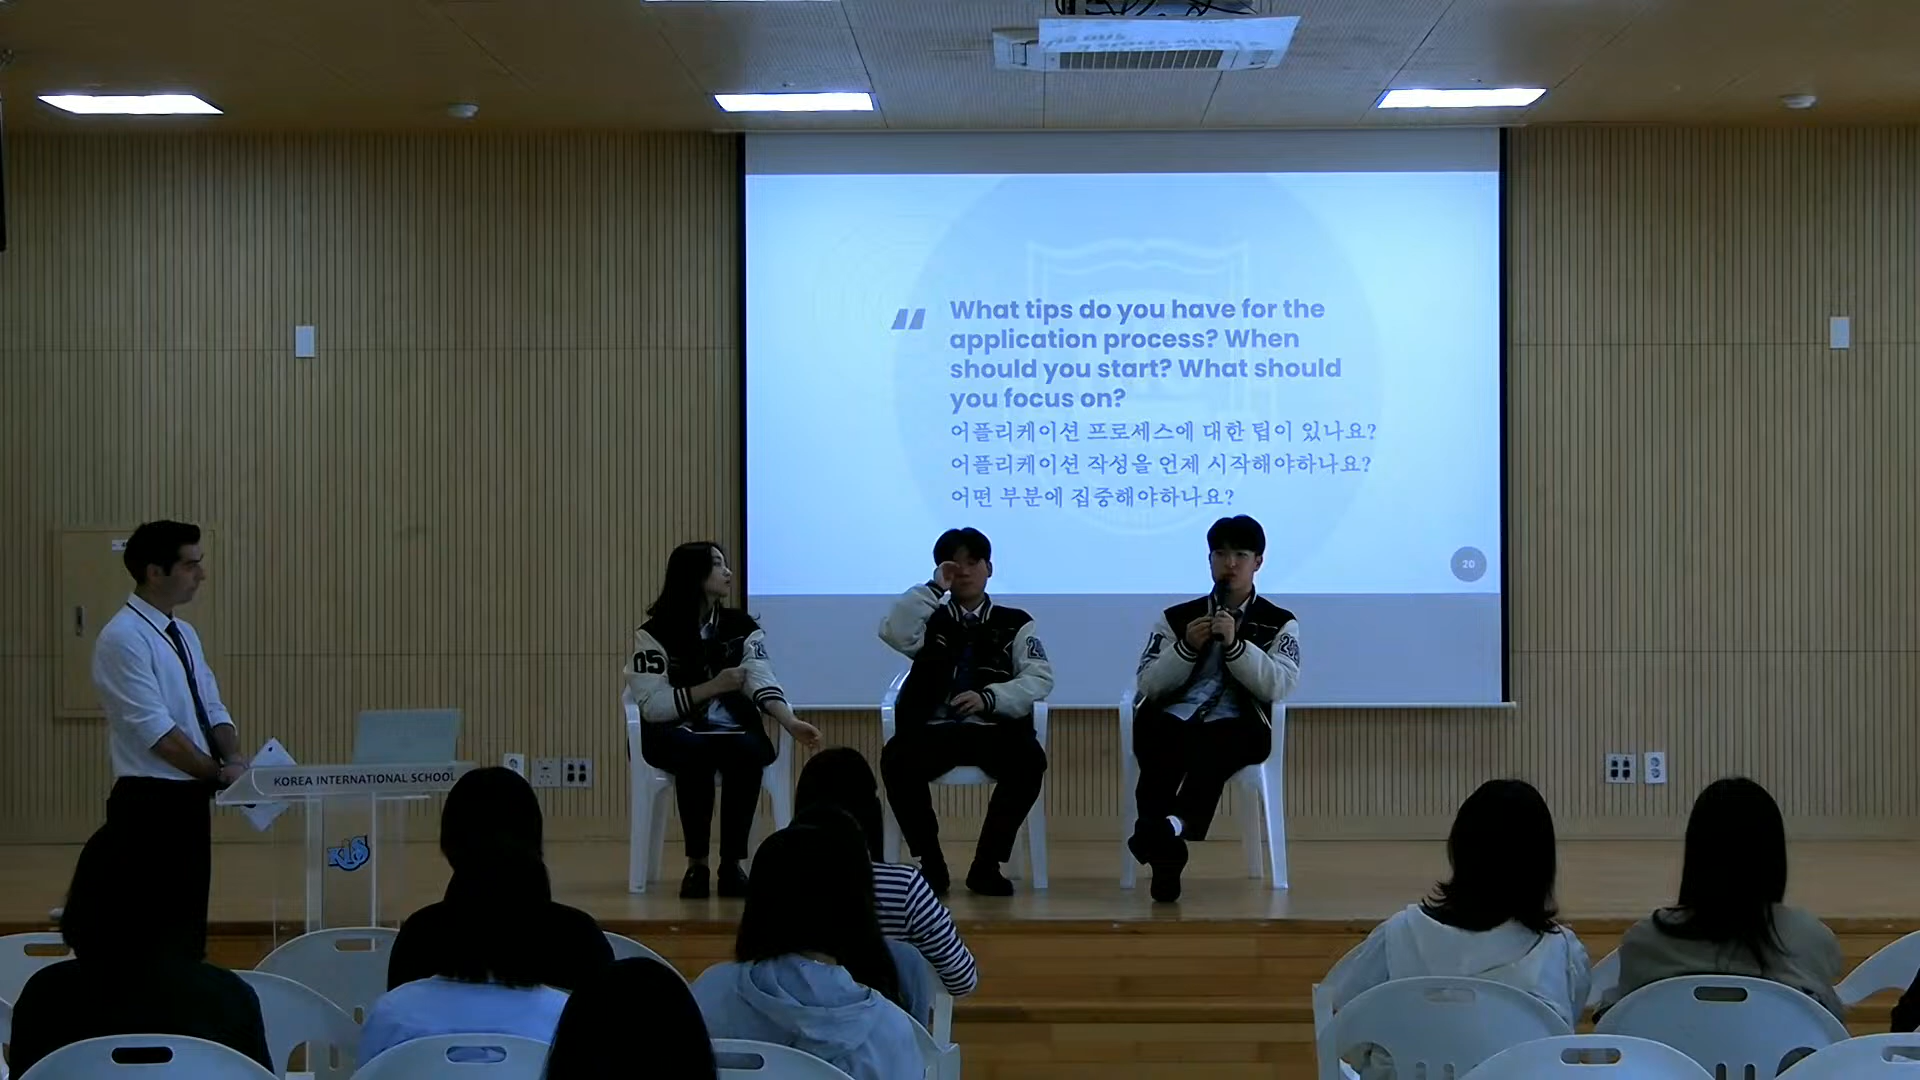 What tips do you have for the
application process? When
should you start? What should
you focus on?
어플리케이션 프로세스에 대한 팁이 있나요?
어플리케이션 작성을 언제 시작해야하나요?
어떤 부분에 집중해야하나요?
20
05
KOREA INTERNATIONAL SCHOOL
KIS